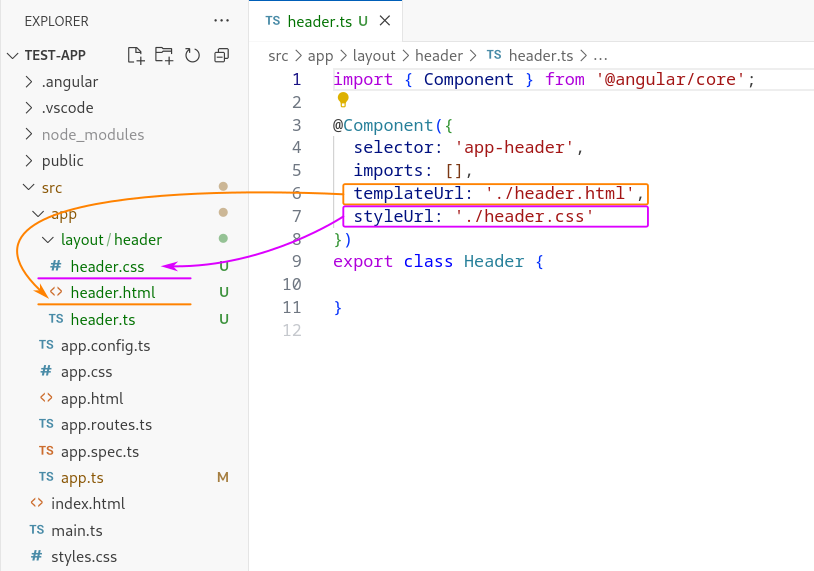 EXPLORER
TEST-APP
.angular
.vscode
node_modules
public
src
app
layout/header
# header.css U
<> header.html U
TS header.ts U
TS app.config.ts
# app.css
<> app.html
TS app.routes.ts
TS app.spec.ts
TS app.ts M
<> index.html
TS main.ts
# styles.css
TS header.ts U
src > app > layout > header > TS header.ts > ...
1 import { Component } from '@angular/core';
2
3 @Component({
4 selector: 'app-header',
5 imports: [],
6 templateUrl: './header.html',
7 styleUrl: './header.css'
8 })
9 export class Header {
10
11 }
12